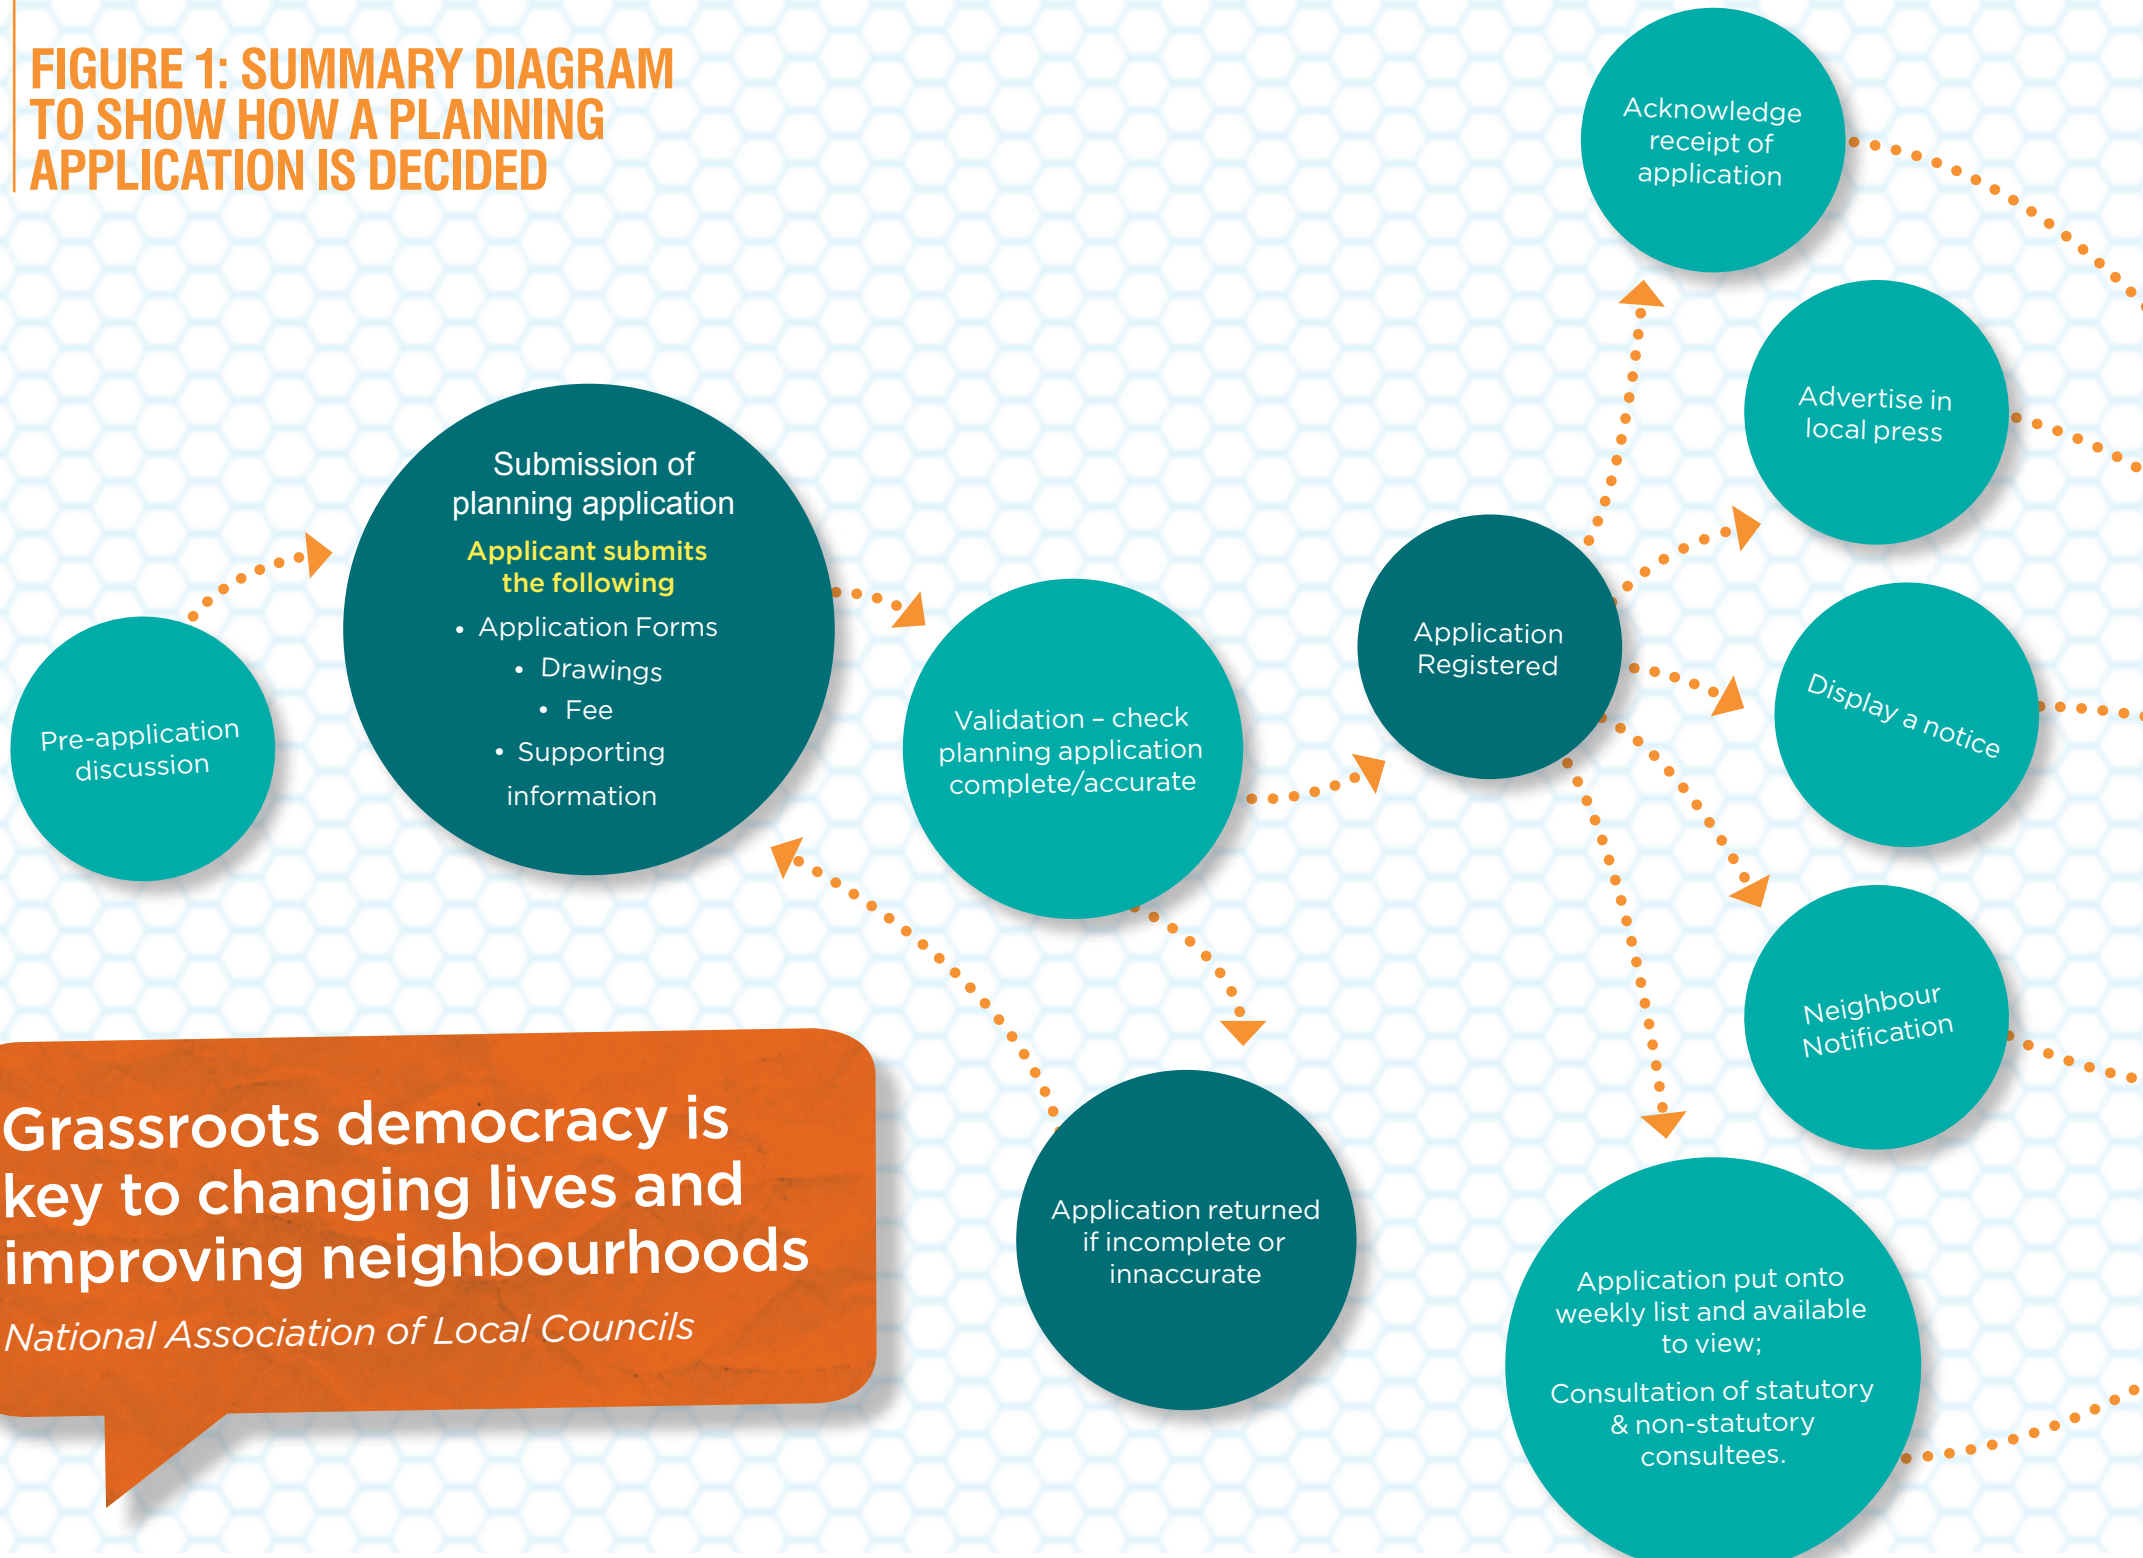 FIGURE 1: SUMMARY DIAGRAM
TO SHOW HOW A PLANNING
APPLICATION IS DECIDED
Pre-application
discussion
Submission of
planning application
Applicant submits
the following
• Application Forms
• Drawings
• Fee
• Supporting
information
Validation – check
planning application
complete/accurate
Application returned
if incomplete or
innaccurate
Application
Registered
Acknowledge
receipt of
application
Advertise in
local press
Display a notice
Neighbour
Notification
Application put onto
weekly list and available
to view;
Consultation of statutory
& non-statutory
consultees.
Grassroots democracy is
key to changing lives and
improving neighbourhoods
National Association of Local Councils